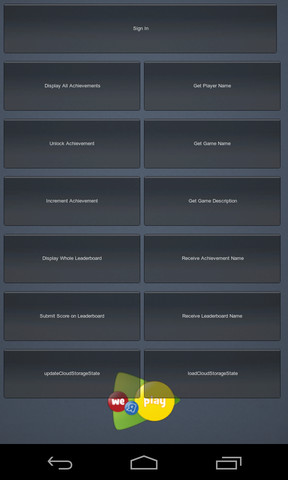 Sign In
Display All Achievements
Get Player Name
Unlock Achievement
Get Game Name
Increment Achievement
Get Game Description
Display Whole Leaderboard
Receive Achievement Name
Submit Score on Leaderboard
Receive Leaderboard Name
updateCloudStorageState
loadCloudStorageState
we play